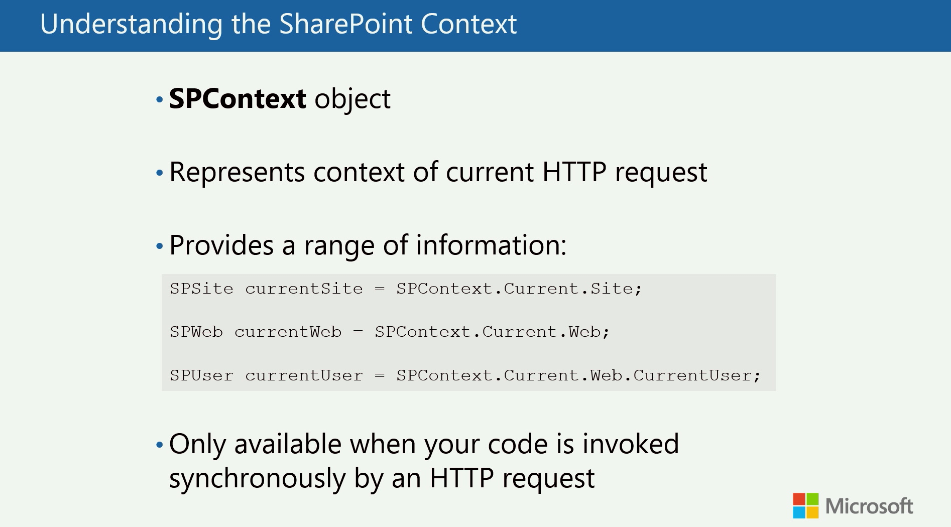 Understanding the SharePoint Context
• SPContext object
• Represents context of current HTTP request
• Provides a range of information:
SPSite currentSite = SPContext.Current.Site;
SPWeb currentWeb = SPContext.Current.Web;
SPUser currentUser = SPContext.Current.Web.CurrentUser;
• Only available when your code is invoked
synchronously by an HTTP request
Microsoft